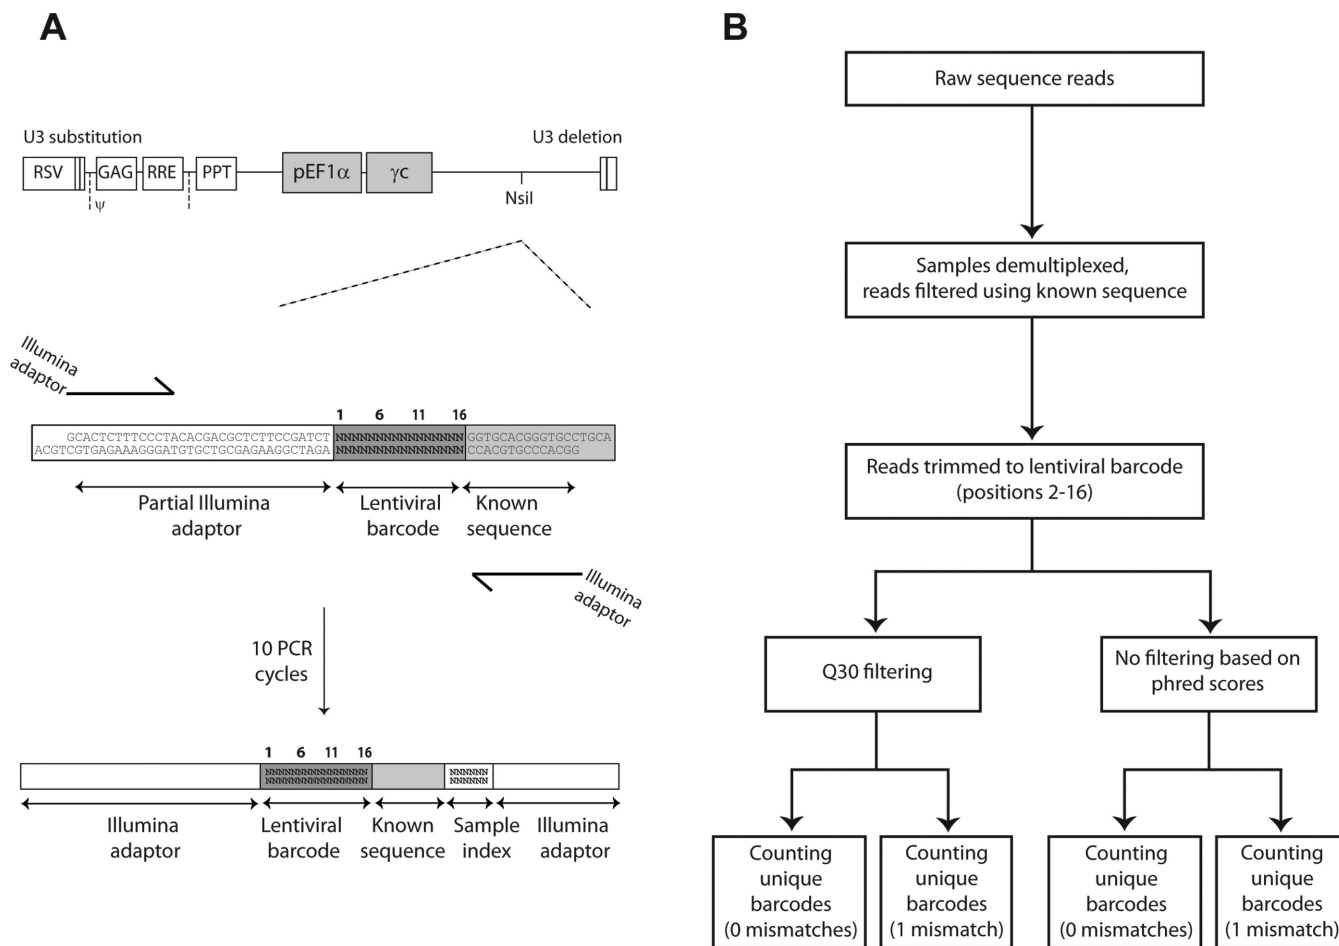 A
U3 substitution
U3 deletion
RSV GAG RRE PPT pEF1α γc
ψ
NsiI
Illumina
adaptor
1 6 11 16
GCACTCTTTCCCTACACGACGCTCTTCCGATCT NNNNNNNNNNNNNNNN GGTGCACGGGTGCCTGCA
ACGTCGTGAGAAAGGGATGTGCTGCGAGAAGGCTAGA NNNNNNNNNNNNNNNN CCACGTGCCCACGG
Partial Illumina
adaptor
Lentiviral
barcode
Known
sequence
Illumina
adaptor
10 PCR
cycles
1 6 11 16
NNNNNNNNNNNNNNNN NNNNNN
NNNNNNNNNNNNNNNN NNNNNN
Illumina
adaptor
Lentiviral
barcode
Known
sequence
Sample
index
Illumina
adaptor
B
Raw sequence reads
Samples demultiplexed,
reads filtered using known sequence
Reads trimmed to lentiviral barcode
(positions 2-16)
Q30 filtering
No filtering based on
phred scores
Counting
unique
barcodes
(0 mismatches)
Counting
unique
barcodes
(1 mismatch)
Counting
unique
barcodes
(0 mismatches)
Counting
unique
barcodes
(1 mismatch)